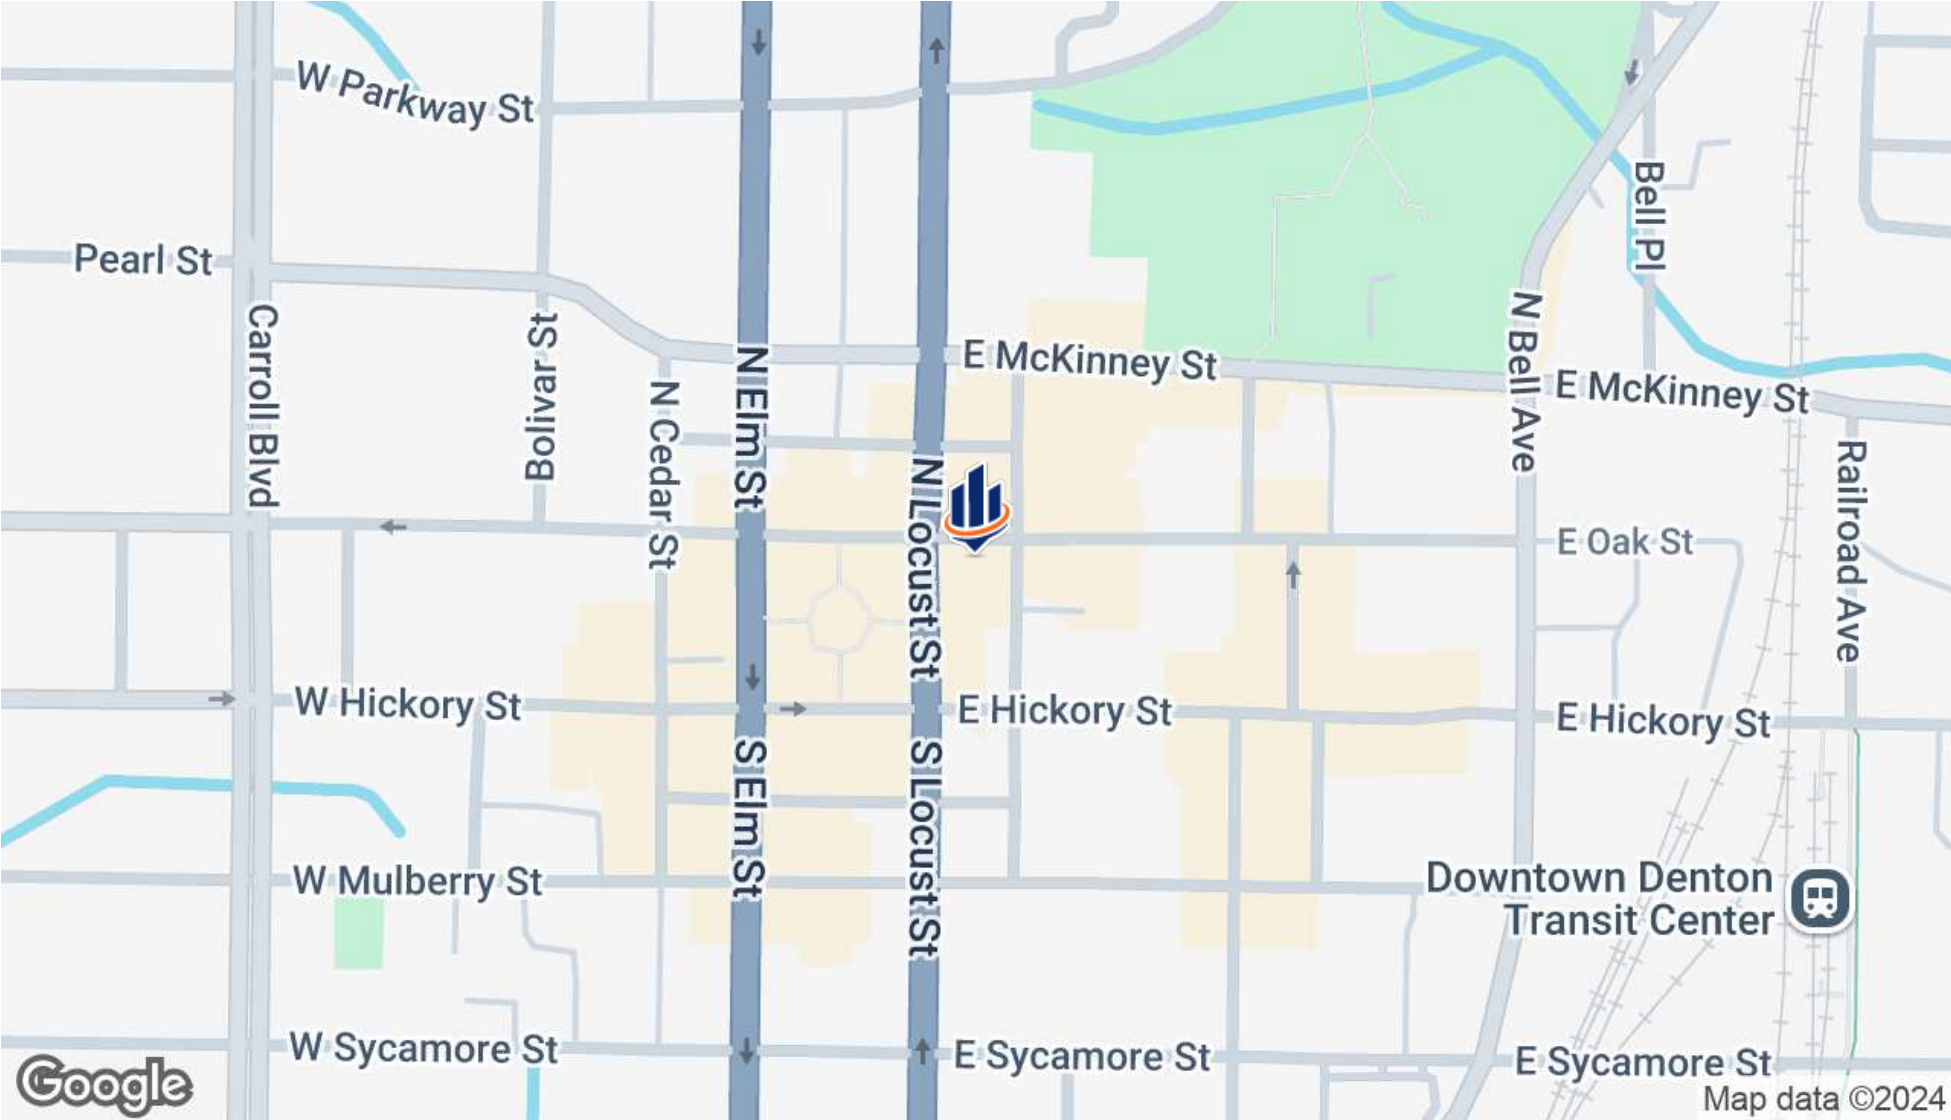 W Parkway St
Bell Pl
Pearl St
Carroll Blvd
Bolivar St
N Cedar St
N Elm St
E McKinney St
N Bell Ave
E McKinney St
N Locust St
Railroad Ave
E Oak St
W Hickory St
E Hickory St
E Hickory St
S Elm St
S Locust St
W Mulberry St
Downtown Denton
Transit Center
W Sycamore St
E Sycamore St
E Sycamore St
Google
Map data ©2024